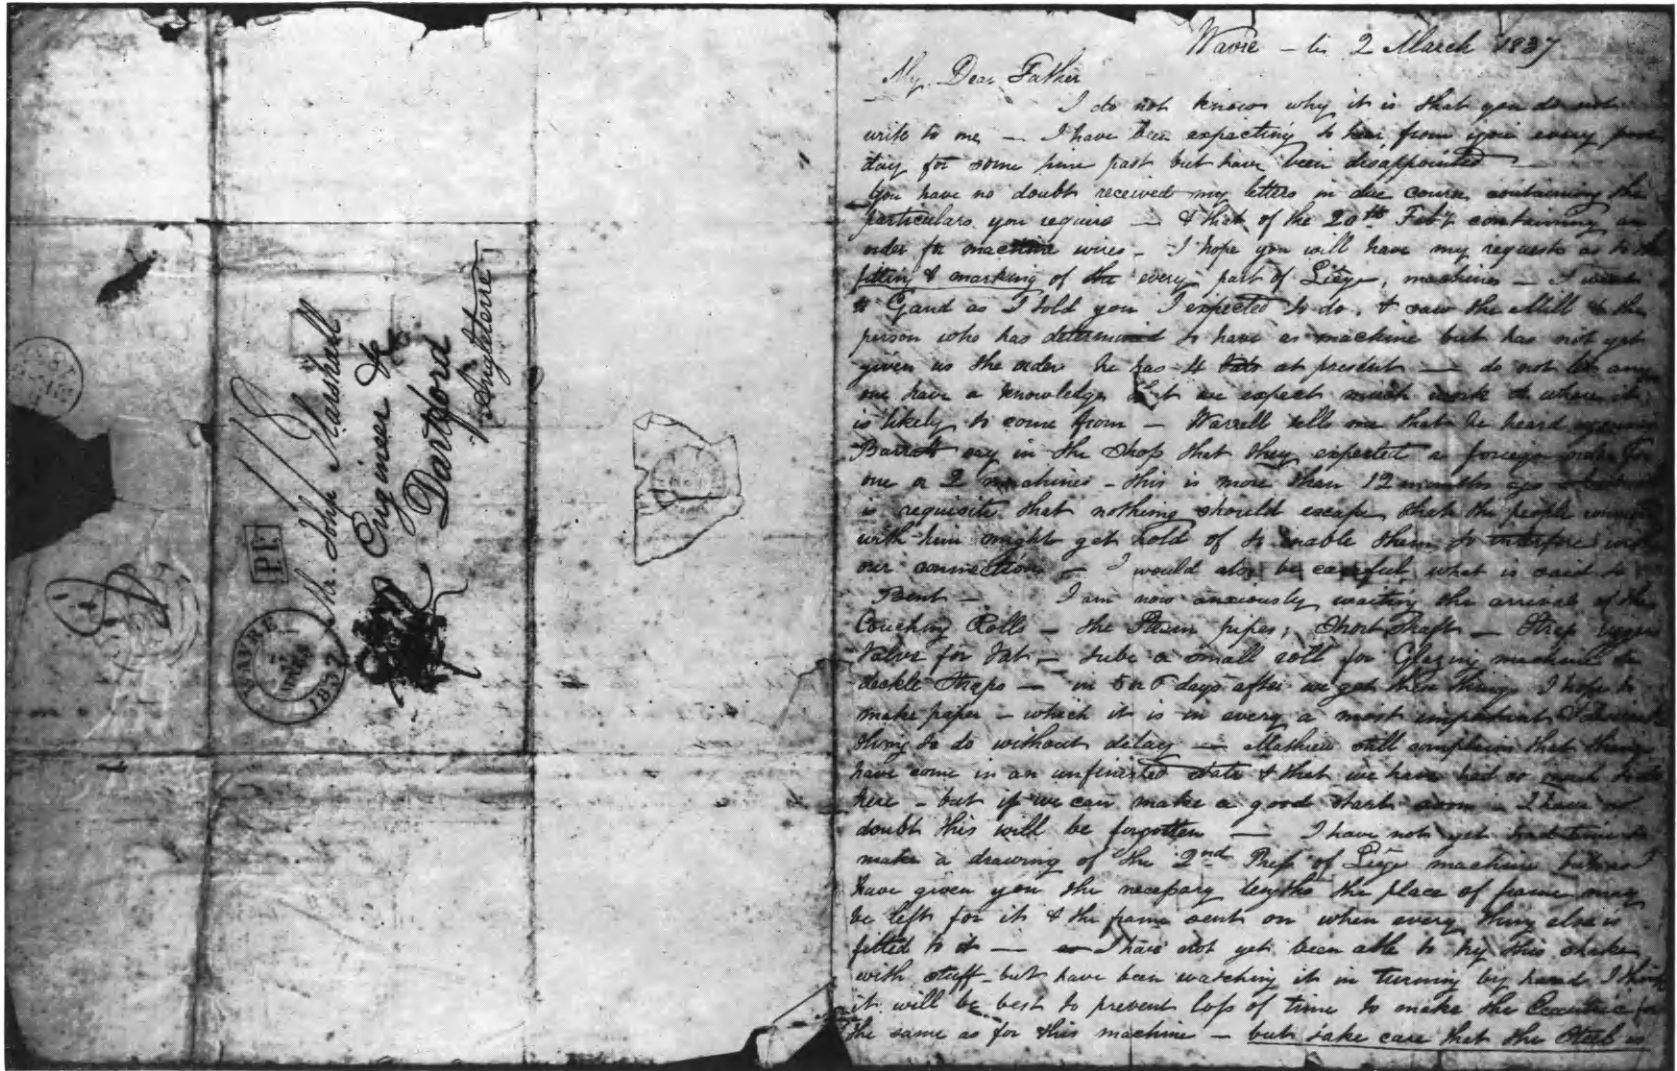 WAVRE
1837
P.P.
Mr. John Marshall
Engineer &c
Dartford
Angleterre
Wavre – le 2 March 1837
My Dear Father
I do not know why it is that you do not
write to me – I have been expecting to hear from you every
day for some time past but have been disappointed –
You have no doubt received my letters in due course containing the
particulars you require – & that of the 20th Feby containing an
order for machine wires – I hope you will have my requests as to the
fitting & marking of the every part of Liege machines – I went
to Gand as I told you I expected to do, & saw the Mill & the
person who has determined to have a machine but has not yet
given us the order he has 4 Vats at present – do not let any
one have a knowledge that we expect much work & where it
is likely to come from – Warrell tells me that he heard
Barrett say in the Shop that they expected a foreign order for
one or 2 machines – this is more than 12 months ago –
is requisite that nothing should escape that the people
with him might get hold of to enable them to interfere with
our connection – I would also be careful what is said to
Bent – I am now anxiously waiting the arrival of the
Couching Rolls – the Steam pipes, Short Shaft – Strap
Valve for Vat – tube a small roll for Glazing machine &
deckle Straps – in 5 or 6 days after we get these things I hope to
make paper – which it is in every a most important &
thing to do without delay – Mathieu still complains that things
have come in an unfinished state & that we have had so much to do
here – but if we can make a good start soon – I have no
doubt this will be forgotten – I have not yet had time to
make a drawing of the 2nd Press of Liege machine but as I
have given you the necessary lengths the place of frame may
be left for it & the frame sent on when every thing else is
fitted to it – I have not yet been able to try this shake
with stuff – but have been watching it in turning by hand I think
it will be best to prevent loss of time to make the Eccentric for
the same as for this machine – but take care that the Steel is